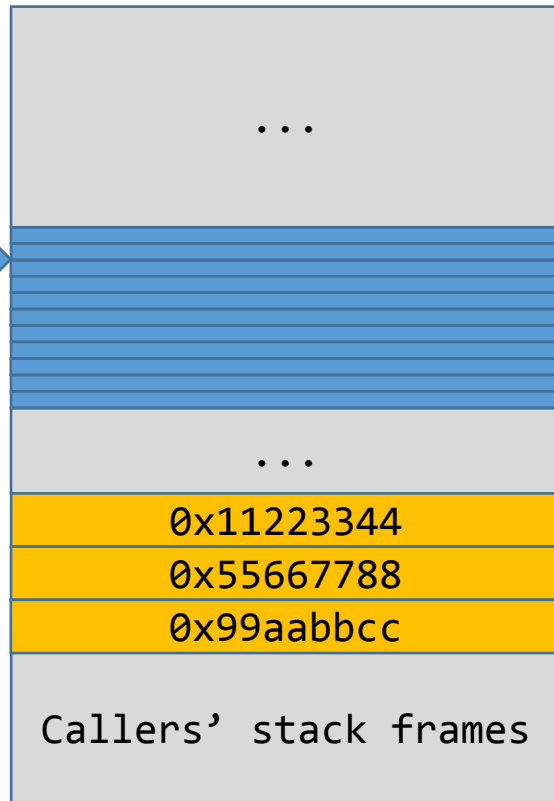 ...
...
0x11223344
0x55667788
0x99aabbcc
Callers’ stack frames